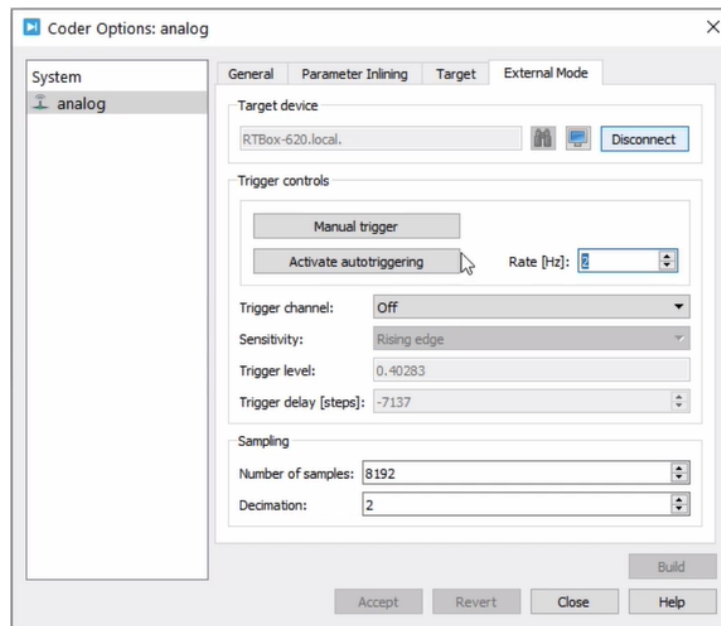 Coder Options: analog
System
analog
General Parameter Inlining Target External Mode
Target device
RTBox-620.local. Disconnect
Trigger controls
Manual trigger
Activate autotriggering Rate [Hz]: 2
Trigger channel: Off
Sensitivity: Rising edge
Trigger level: 0.40283
Trigger delay [steps]: -7137
Sampling
Number of samples: 8192
Decimation: 2
Build
Accept Revert Close Help